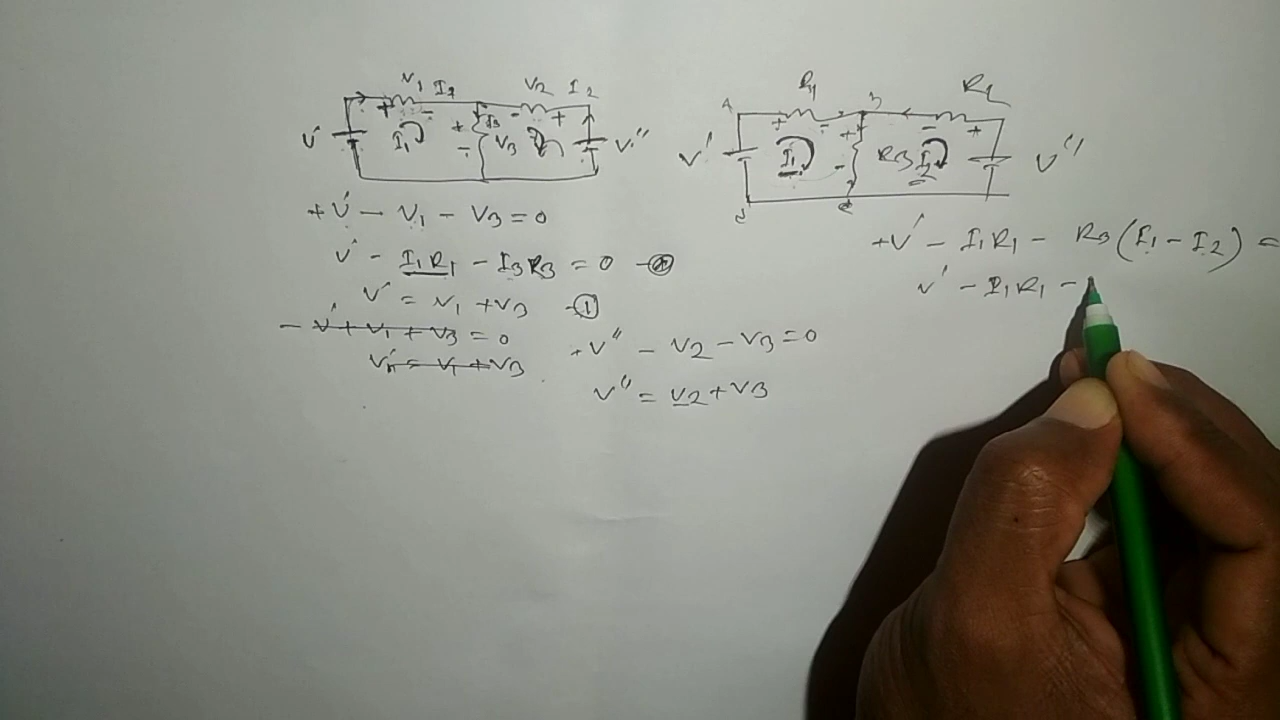 V1 I1 V2 I2
V' + - + - I1 I3 V3 - + V''
+V' - V1 - V3 = 0
V' - I1R1 - I3R3 = 0
V' = V1 + V3 - 1
- V' + V1 + V3 = 0
V' = V1 + V3
+V'' - V2 - V3 = 0
V'' = V2 + V3
A R1 B
V' + - I1 + - R3 I2 - + V''
+V' - I1R1 - R3(I1 - I2) =
V' - I1R1 -